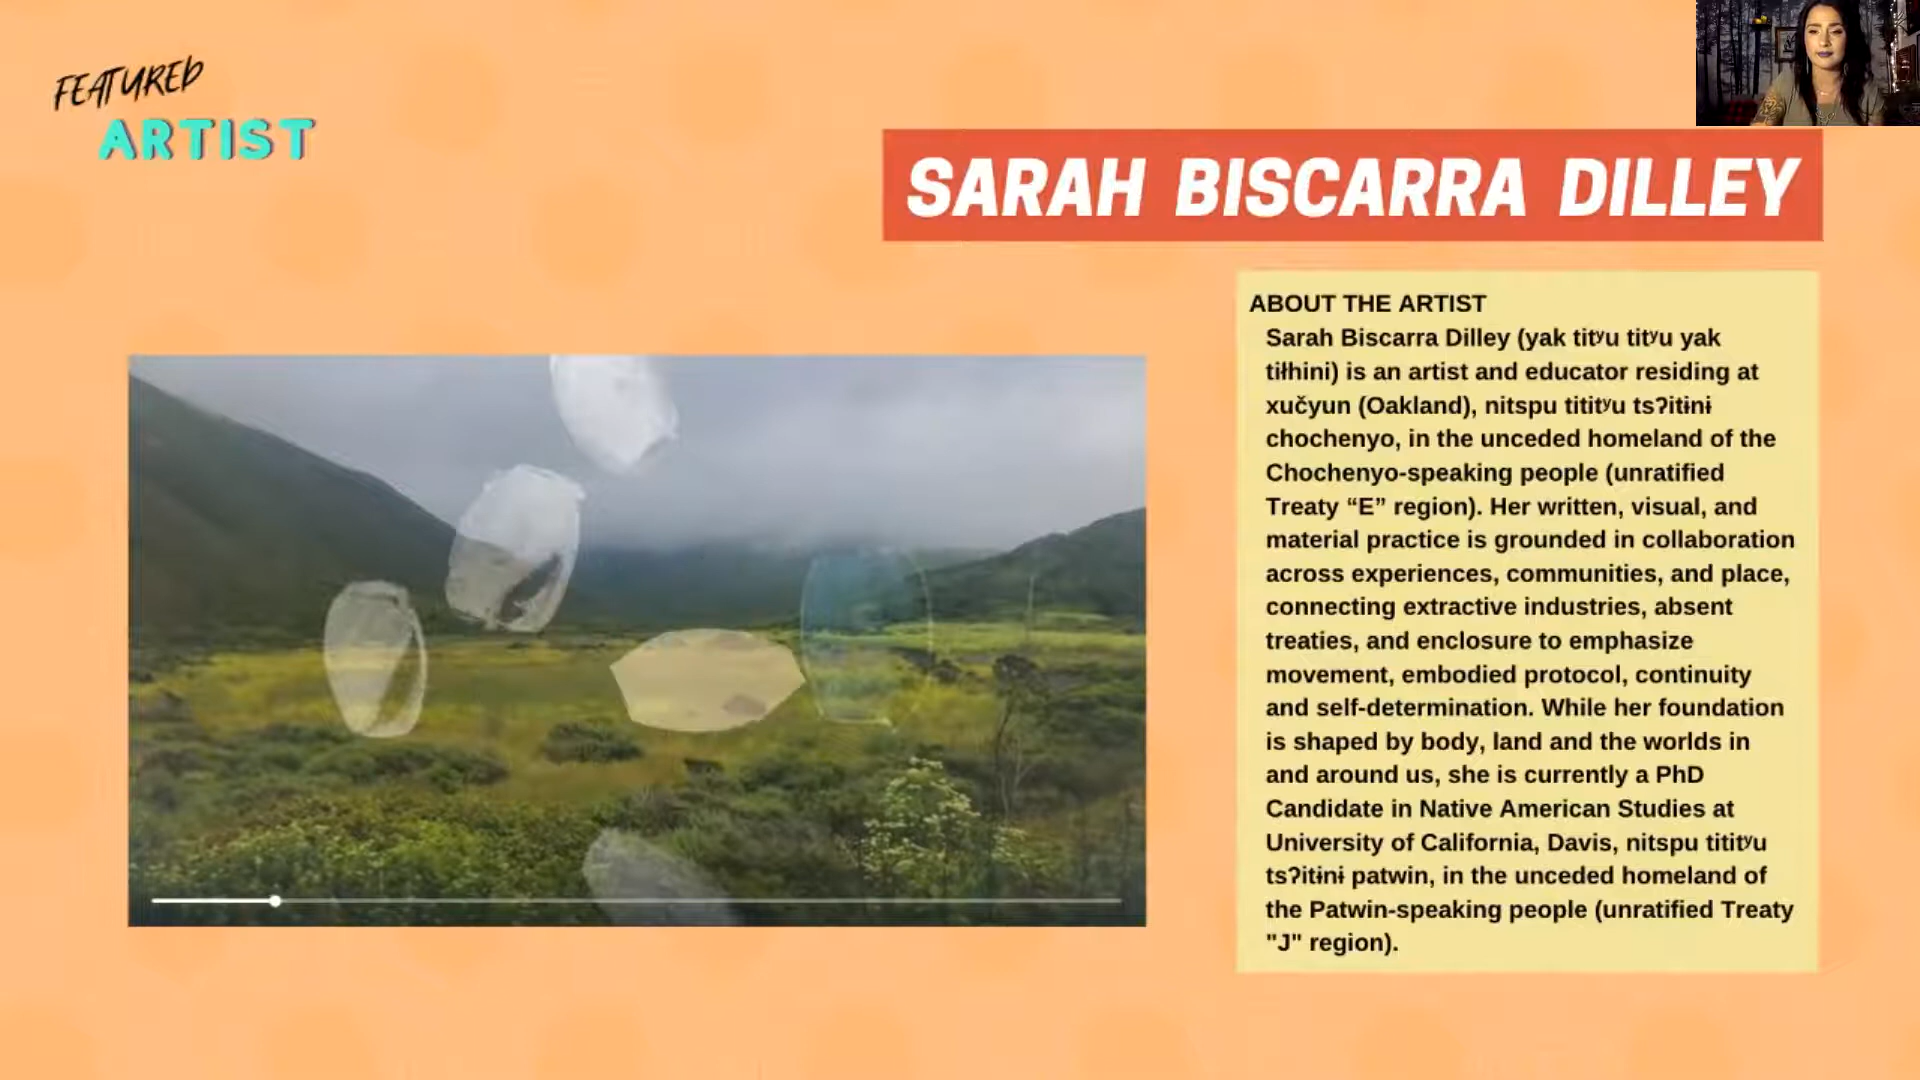 FEATURED
ARTIST
SARAH BISCARRA DILLEY
ABOUT THE ARTIST
Sarah Biscarra Dilley (yak titʸu titʸu yak
tiłhini) is an artist and educator residing at
xučyun (Oakland), nitspu tititʸu tsʔitɨnɨ
chochenyo, in the unceded homeland of the
Chochenyo-speaking people (unratified
Treaty “E” region). Her written, visual, and
material practice is grounded in collaboration
across experiences, communities, and place,
connecting extractive industries, absent
treaties, and enclosure to emphasize
movement, embodied protocol, continuity
and self-determination. While her foundation
is shaped by body, land and the worlds in
and around us, she is currently a PhD
Candidate in Native American Studies at
University of California, Davis, nitspu tititʸu
tsʔitɨnɨ patwin, in the unceded homeland of
the Patwin-speaking people (unratified Treaty
"J" region).